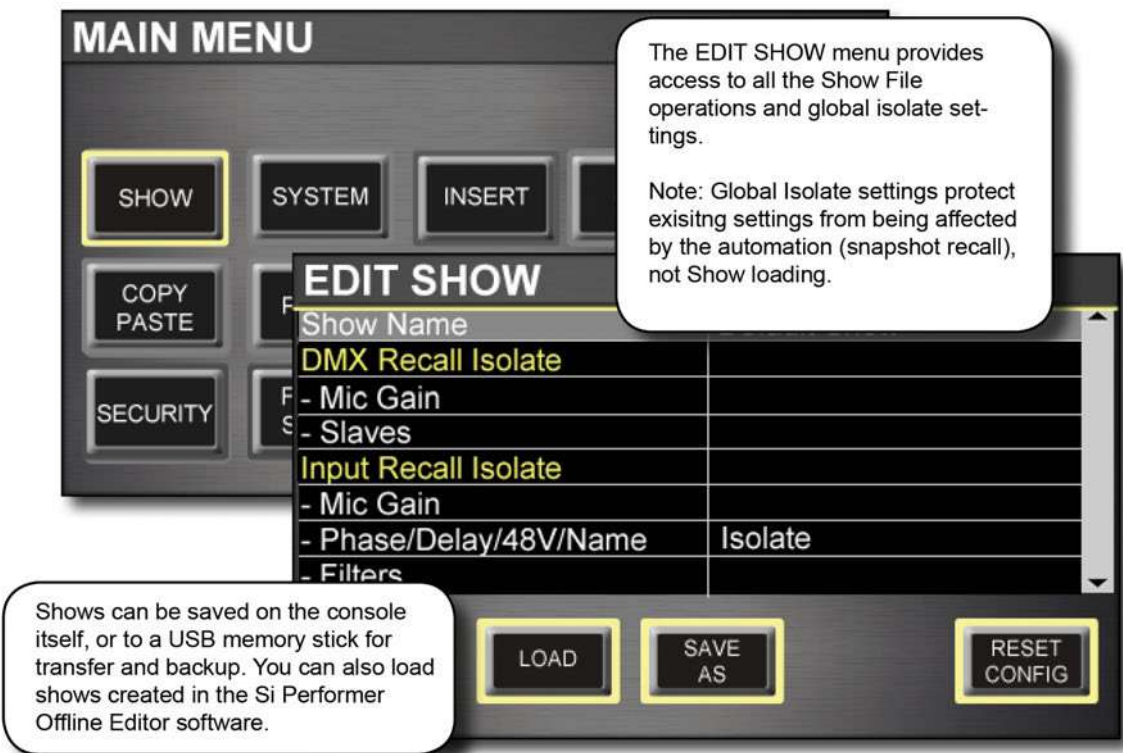 MAIN MENU
The EDIT SHOW menu provides
access to all the Show File
operations and global isolate set-
tings.
Note: Global Isolate settings protect
exisitng settings from being affected
by the automation (snapshot recall),
not Show loading.
SHOW
SYSTEM
INSERT
COPY
PASTE
SECURITY
EDIT SHOW
Show Name
DMX Recall Isolate
- Mic Gain
- Slaves
Input Recall Isolate
- Mic Gain
- Phase/Delay/48V/Name Isolate
- Filters
Shows can be saved on the console
itself, or to a USB memory stick for
transfer and backup. You can also load
shows created in the Si Performer
Offline Editor software.
LOAD
SAVE
AS
RESET
CONFIG